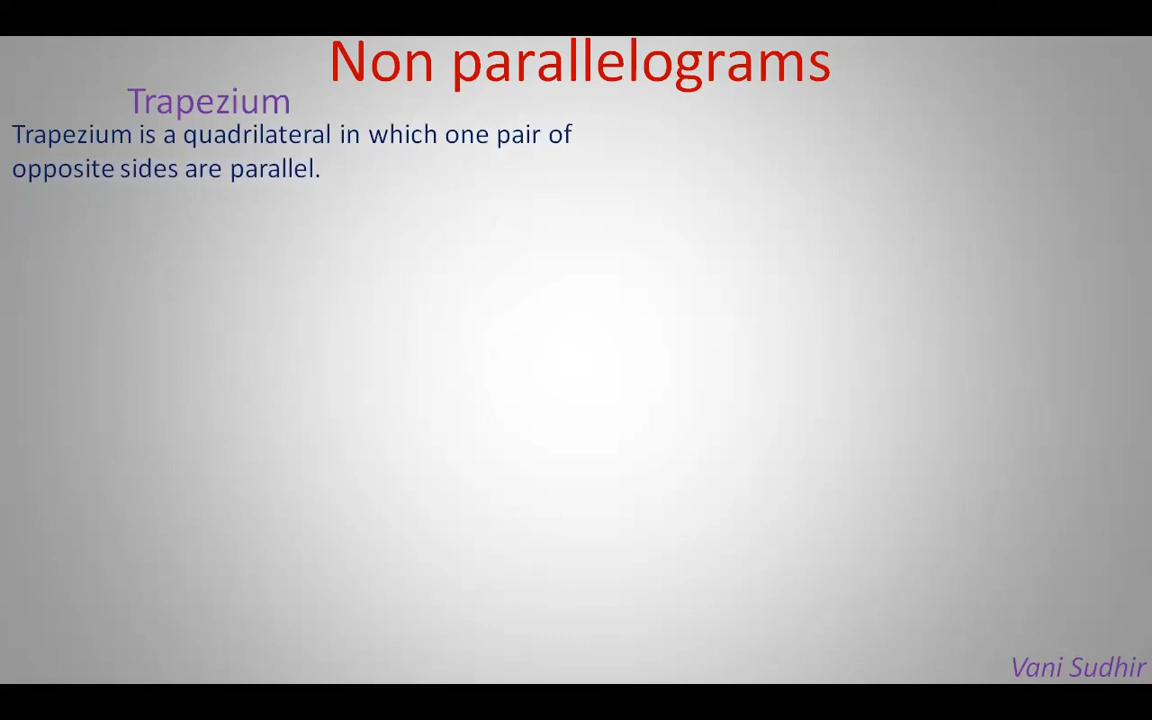 Non parallelograms
Trapezium
Trapezium is a quadrilateral in which one pair of
opposite sides are parallel.
Vani Sudhir